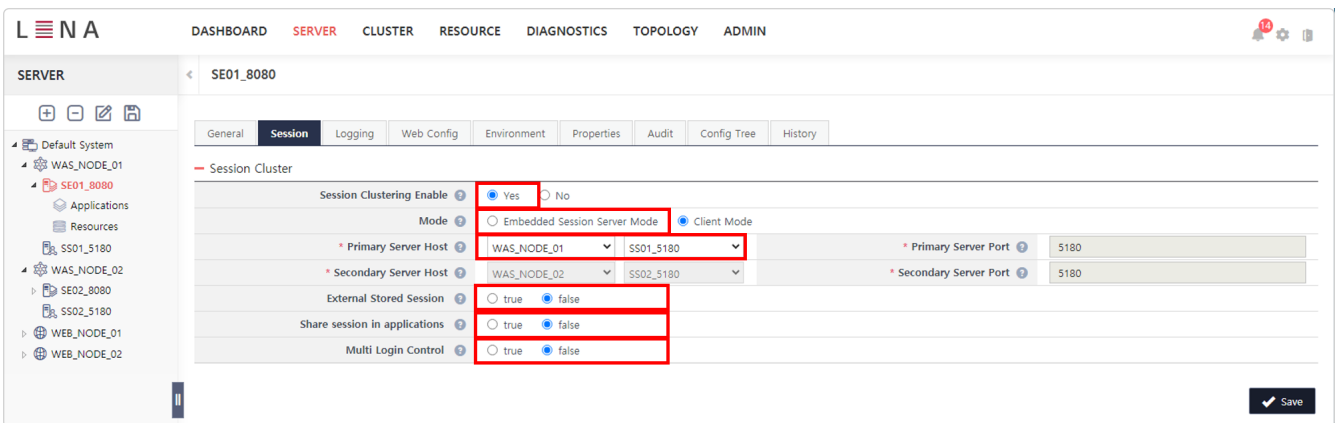 LENA DASHBOARD SERVER CLUSTER RESOURCE DIAGNOSTICS TOPOLOGY ADMIN 14
SERVER
SE01_8080
Default System
WAS_NODE_01
SE01_8080
Applications
Resources
SS01_5180
WAS_NODE_02
SE02_8080
SS02_5180
WEB_NODE_01
WEB_NODE_02
General Session Logging Web Config Environment Properties Audit Config Tree History
Session Cluster
Session Clustering Enable ? Yes No
Mode ? Embedded Session Server Mode Client Mode
* Primary Server Host ? WAS_NODE_01 SS01_5180 * Primary Server Port ? 5180
* Secondary Server Host ? WAS_NODE_02 SS02_5180 * Secondary Server Port ? 5180
External Stored Session ? true false
Share session in applications ? true false
Multi Login Control ? true false
Save